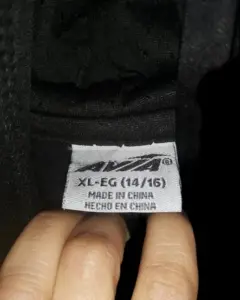 AVIA®
XL-EG (14/16)
MADE IN CHINA
HECHO EN CHINA